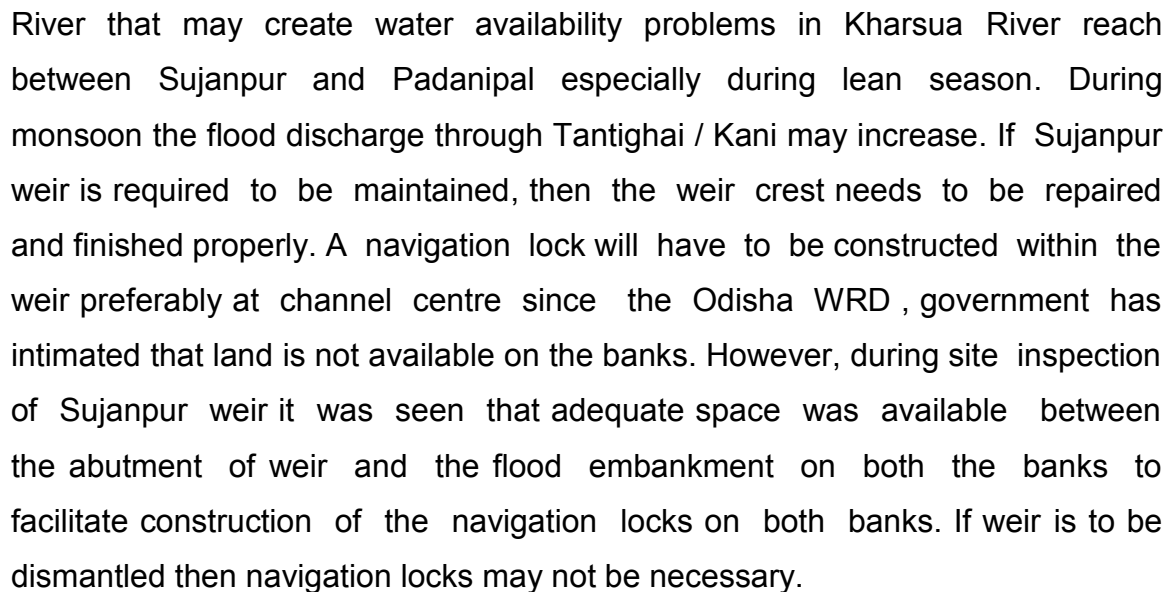 River that may create water availability problems in Kharsua River reach
between Sujanpur and Padanipal especially during lean season. During
monsoon the flood discharge through Tantighai / Kani may increase. If Sujanpur
weir is required to be maintained, then the weir crest needs to be repaired
and finished properly. A navigation lock will have to be constructed within the
weir preferably at channel centre since the Odisha WRD , government has
intimated that land is not available on the banks. However, during site inspection
of Sujanpur weir it was seen that adequate space was available between
the abutment of weir and the flood embankment on both the banks to
facilitate construction of the navigation locks on both banks. If weir is to be
dismantled then navigation locks may not be necessary.